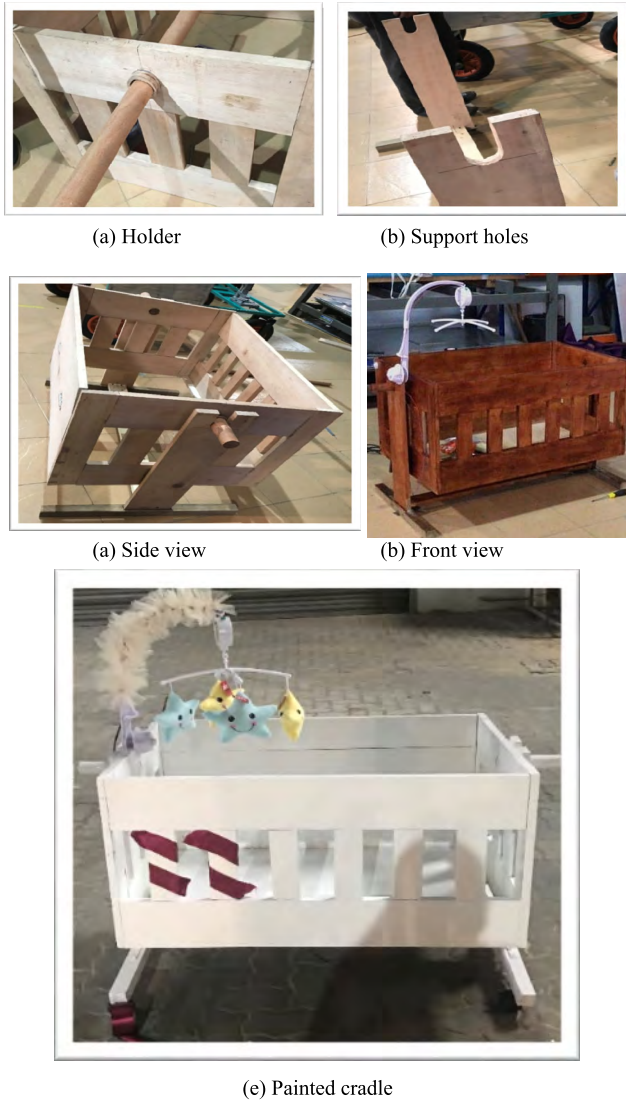 (a) Holder
(b) Support holes
(a) Side view
(b) Front view
(e) Painted cradle